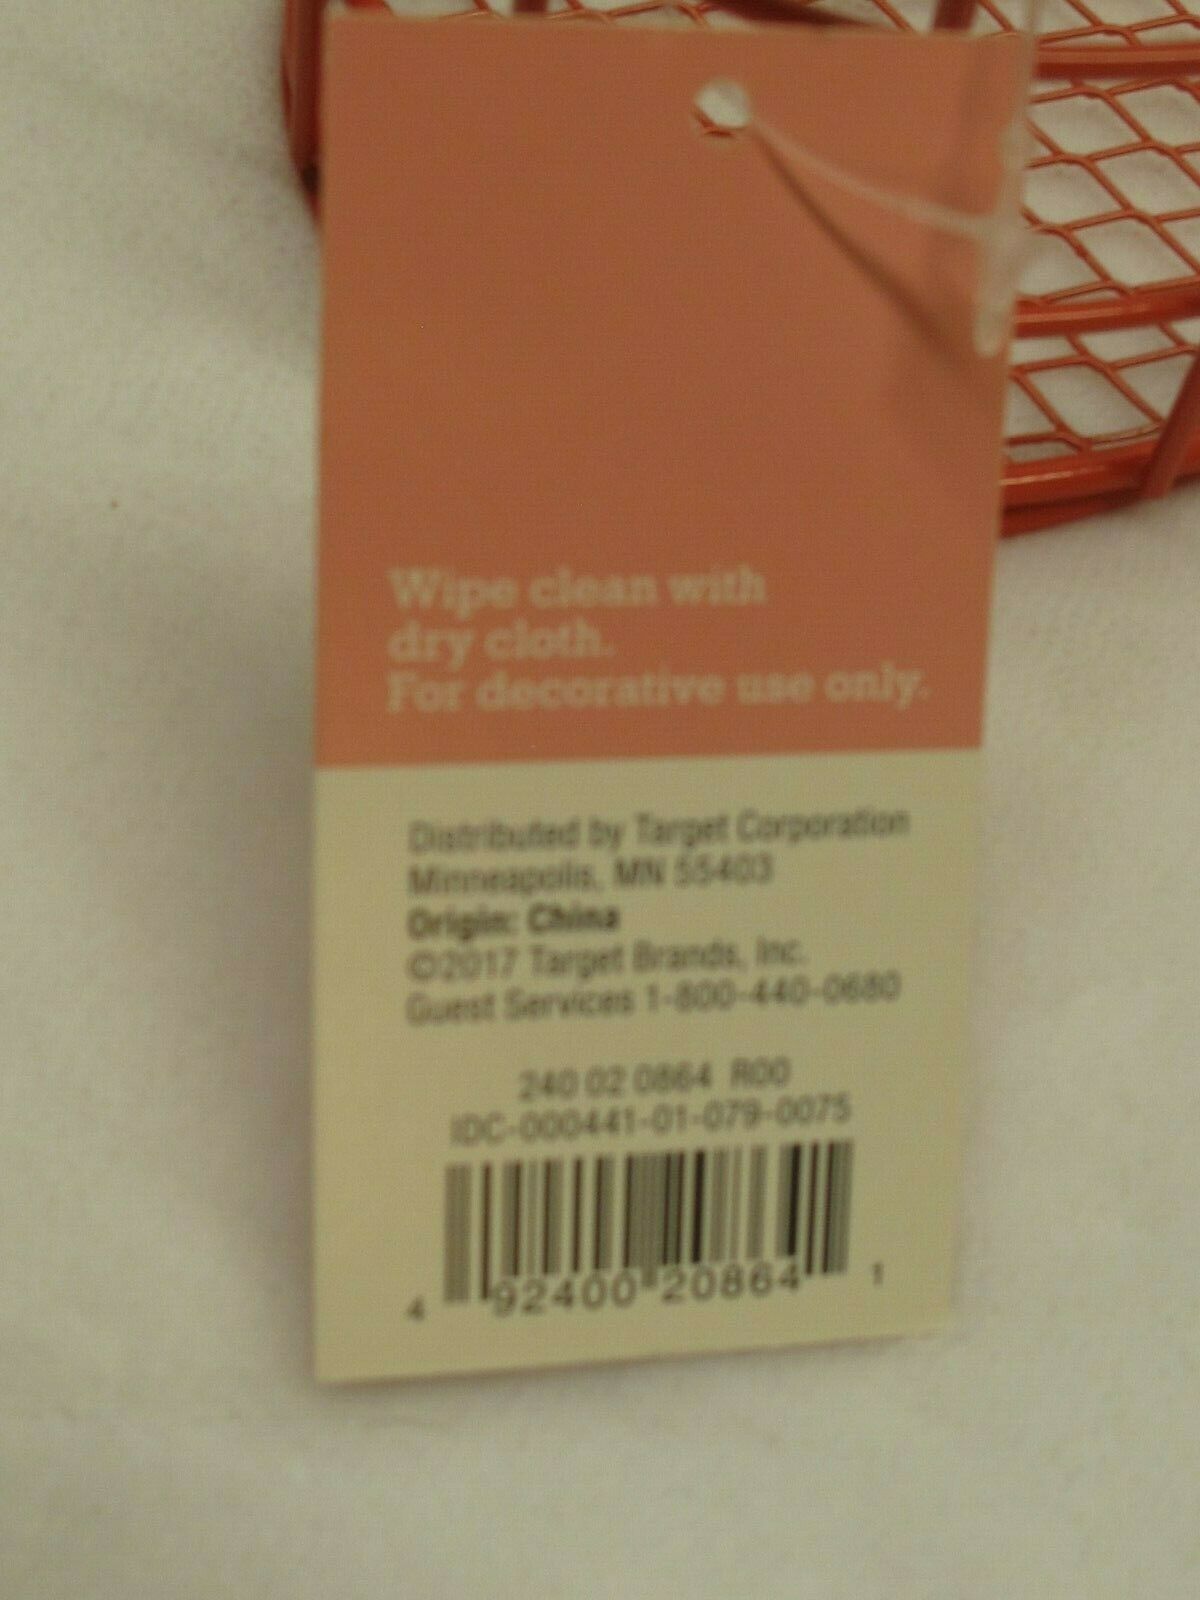 Wipe clean with
dry cloth.
For decorative use only.
Distributed by Target Corporation
Minneapolis, MN 55403
Origin: China
©2017 Target Brands, Inc.
Guest Services 1-800-440-0680
240 02 0864 R00
IDC-000441-01-079-0075
4 92400 20864 1